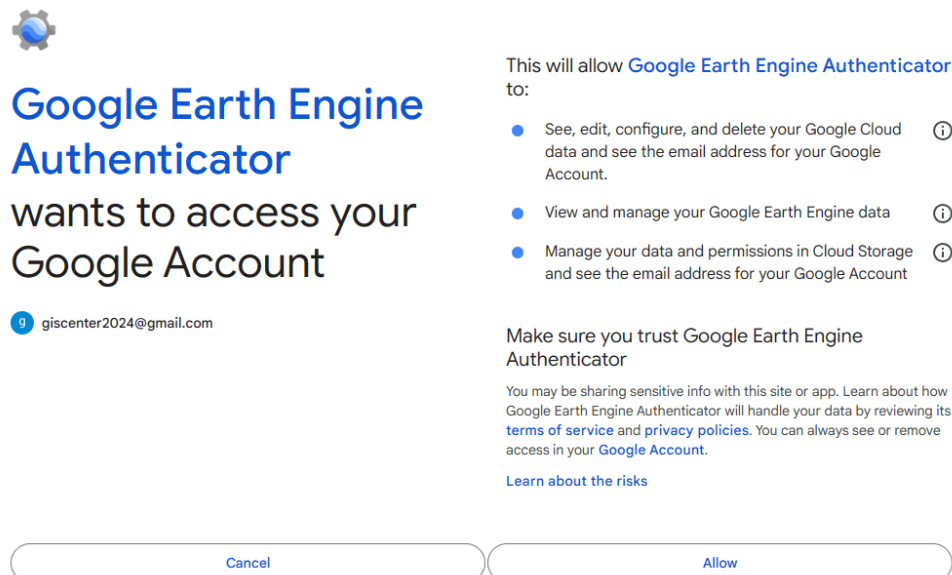 Google Earth Engine
Authenticator
wants to access your
Google Account
g giscenter2024@gmail.com
This will allow Google Earth Engine Authenticator
to:
See, edit, configure, and delete your Google Cloud
data and see the email address for your Google
Account.
View and manage your Google Earth Engine data
Manage your data and permissions in Cloud Storage
and see the email address for your Google Account
Make sure you trust Google Earth Engine
Authenticator
You may be sharing sensitive info with this site or app. Learn about how
Google Earth Engine Authenticator will handle your data by reviewing its
terms of service and privacy policies. You can always see or remove
access in your Google Account.
Learn about the risks
Cancel
Allow